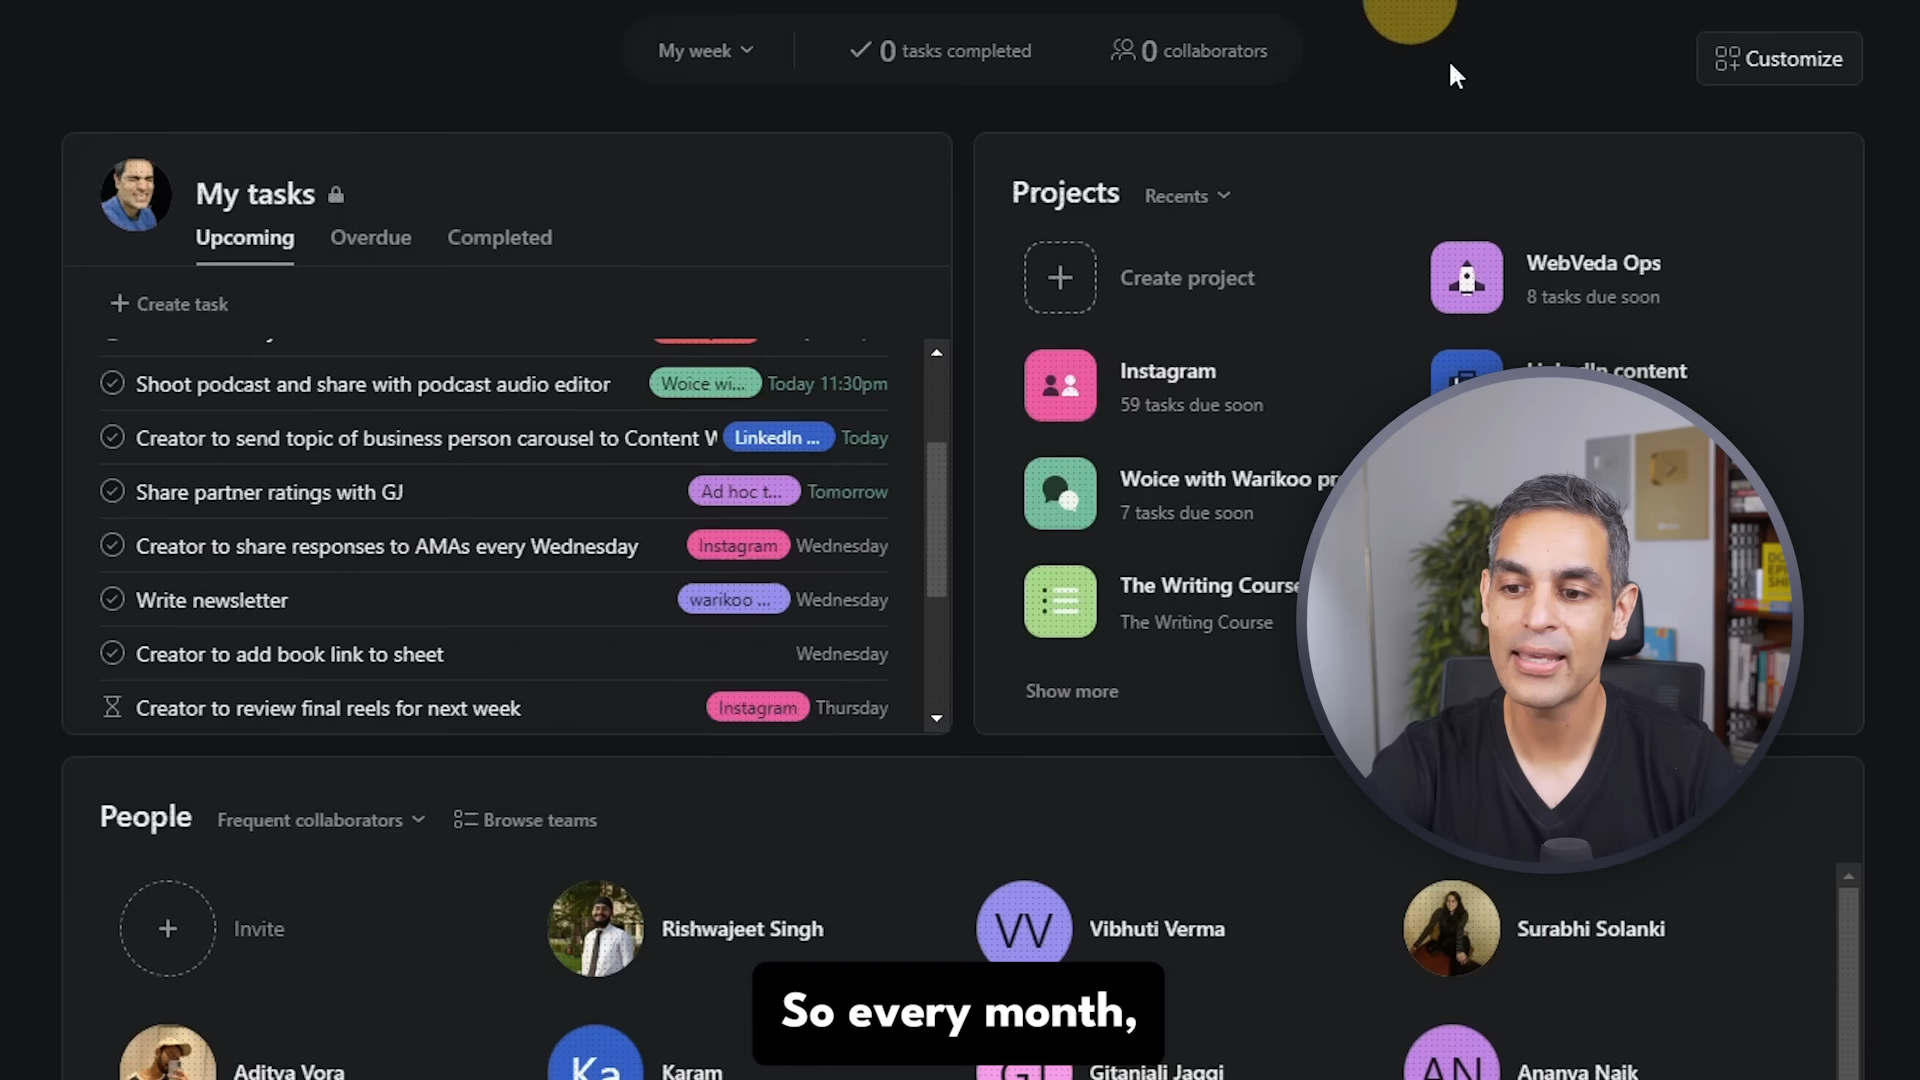 My week
0 tasks completed
0 collaborators
Customize
My tasks
Upcoming
Overdue
Completed
Create task
Shoot podcast and share with podcast audio editor
Woice wi...
Today 11:30pm
Creator to send topic of business person carousel to Content W
LinkedIn ...
Today
Share partner ratings with GJ
Ad hoc t...
Tomorrow
Creator to share responses to AMAs every Wednesday
Instagram
Wednesday
Write newsletter
warikoo ...
Wednesday
Creator to add book link to sheet
Wednesday
Creator to review final reels for next week
Instagram
Thursday
Projects
Recents
Create project
WebVeda Ops
8 tasks due soon
Instagram
59 tasks due soon
LinkedIn content
Woice with Warikoo pr
7 tasks due soon
The Writing Course
The Writing Course
Show more
People
Frequent collaborators
Browse teams
Invite
Rishwajeet Singh
VV
Vibhuti Verma
Surabhi Solanki
Aditya Vora
Ka
Karam
GJ
Gitanjali Jaggi
AN
Ananya Naik
So every month,